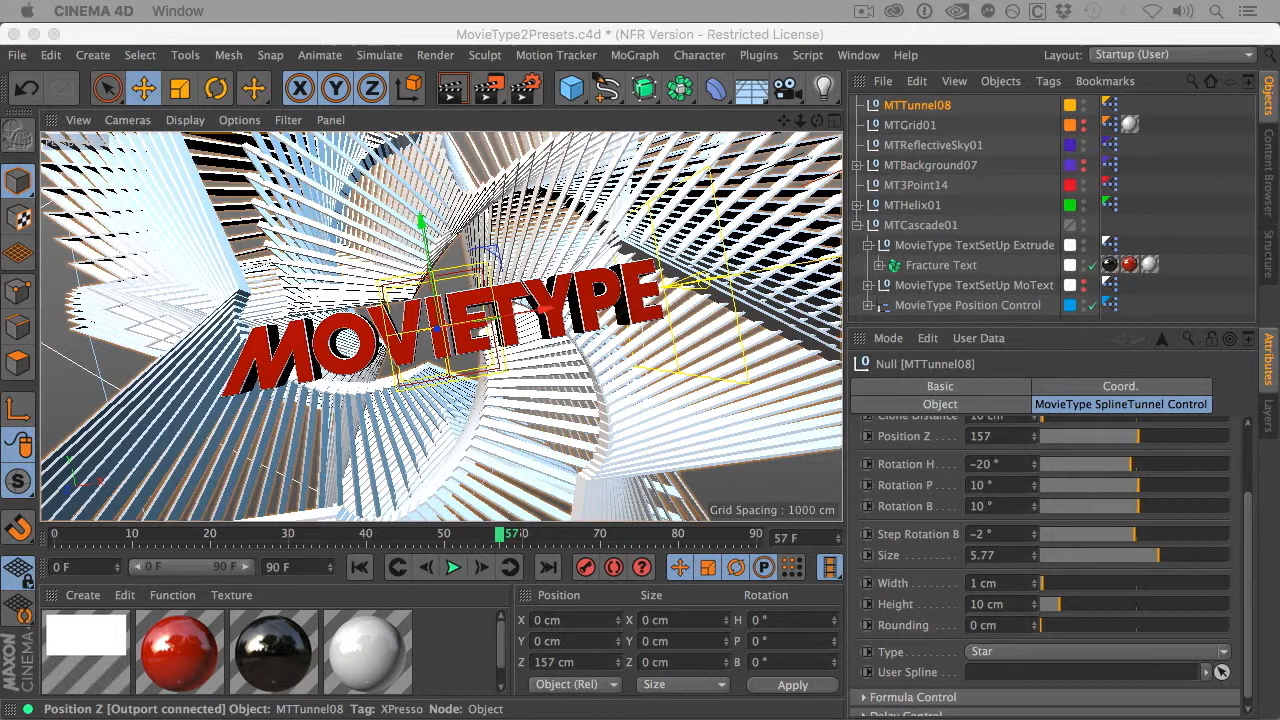 CINEMA 4D Window
MovieType2Presets.c4d * (NFR Version - Restricted License)
File Edit Create Select Tools Mesh Snap Animate Simulate Render Sculpt Motion Tracker MoGraph Character Plugins Script Window Help Layout: Startup (User)
X Y Z
File Edit View Objects Tags Bookmarks
View Cameras Display Options Filter Panel
MTTunnel08
MTGrid01
MTReflectiveSky01
MTBackground07
MT3Point14
MTHelix01
MTCascade01
MovieType TextSetUp Extrude
Fracture Text
MovieType TextSetUp MoText
MovieType Position Control
Objects
Content Browser
Structure
MOVIETYPE
Grid Spacing : 1000 cm
Mode Edit User Data
Null [MTTunnel08]
Basic Coord.
Object MovieType SplineTunnel Control
Attributes
Layers
Position Z 157
Rotation H -20 °
Rotation P 10 °
Rotation B 10 °
Step Rotation B -2 °
Size 5.77
Width 1 cm
Height 10 cm
Rounding 0 cm
Type Star
User Spline
Formula Control
0 10 20 30 40 50 57 60 70 80 90 57 F
0 F 0 F 90 F 90 F
P
Create Edit Function Texture
Position Size Rotation
X 0 cm X 0 cm H 0 °
Y 0 cm Y 0 cm P 0 °
Z 157 cm Z 0 cm B 0 °
Object (Rel) Size Apply
MAXON
CINEMA 4D
Position Z [Outport connected] Object: MTTunnel08 Tag: XPresso Node: Object